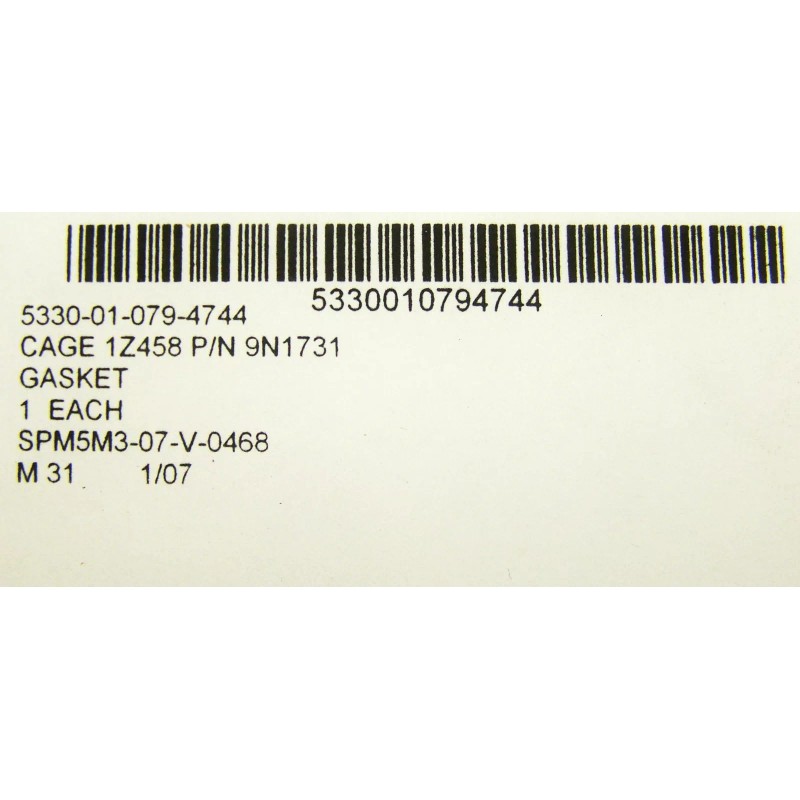 5330010794744
5330-01-079-4744
CAGE 1Z458 P/N 9N1731
GASKET
1 EACH
SPM5M3-07-V-0468
M 31 1/07